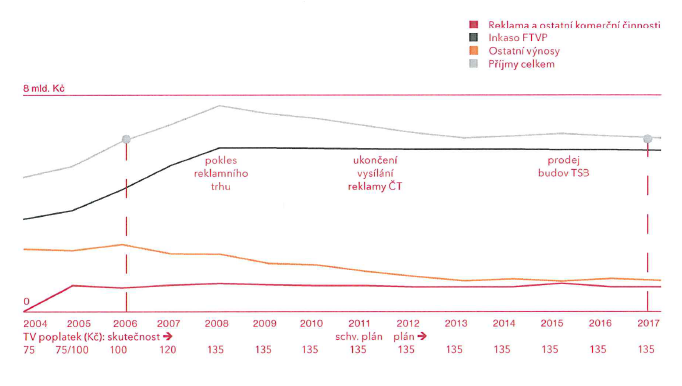 Reklama a ostatní komerční činnosti
Inkaso FTVP
Ostatní výnosy
Příjmy celkem
8 mld. Kč
pokles
reklamního
trhu
ukončení
vysílání
reklamy ČT
prodej
budov TSB
0
2004 2005 2006 2007 2008 2009 2010 2011 2012 2013 2014 2015 2016 2017
TV poplatek (Kč): skutečnost → schv. plán plán →
75 75/100 100 120 135 135 135 135 135 135 135 135 135 135